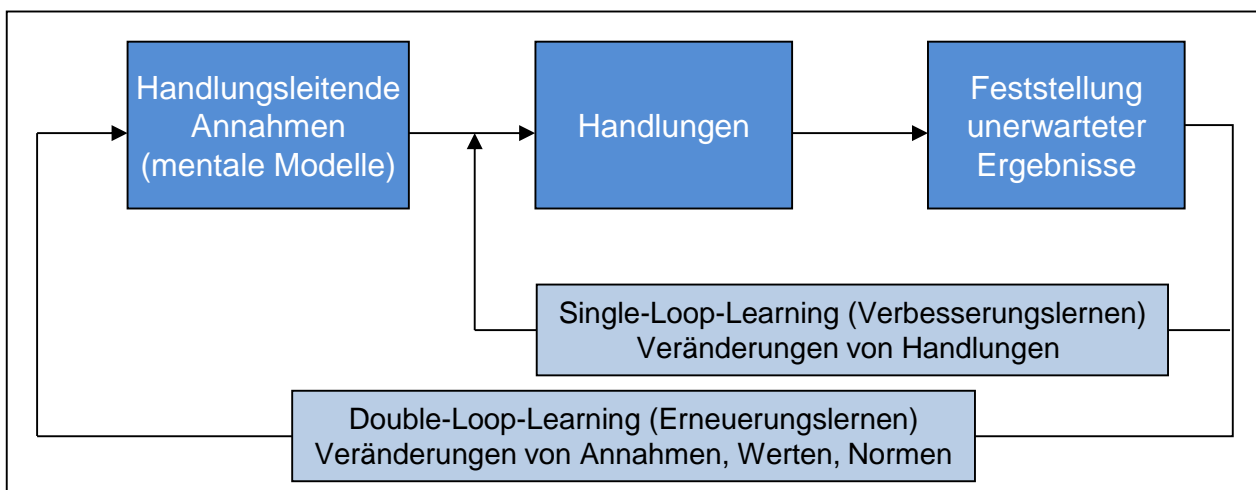 Handlungsleitende
Annahmen
(mentale Modelle)
Handlungen
Feststellung
unerwarteter
Ergebnisse
Single-Loop-Learning (Verbesserungslernen)
Veränderungen von Handlungen
Double-Loop-Learning (Erneuerungslernen)
Veränderungen von Annahmen, Werten, Normen